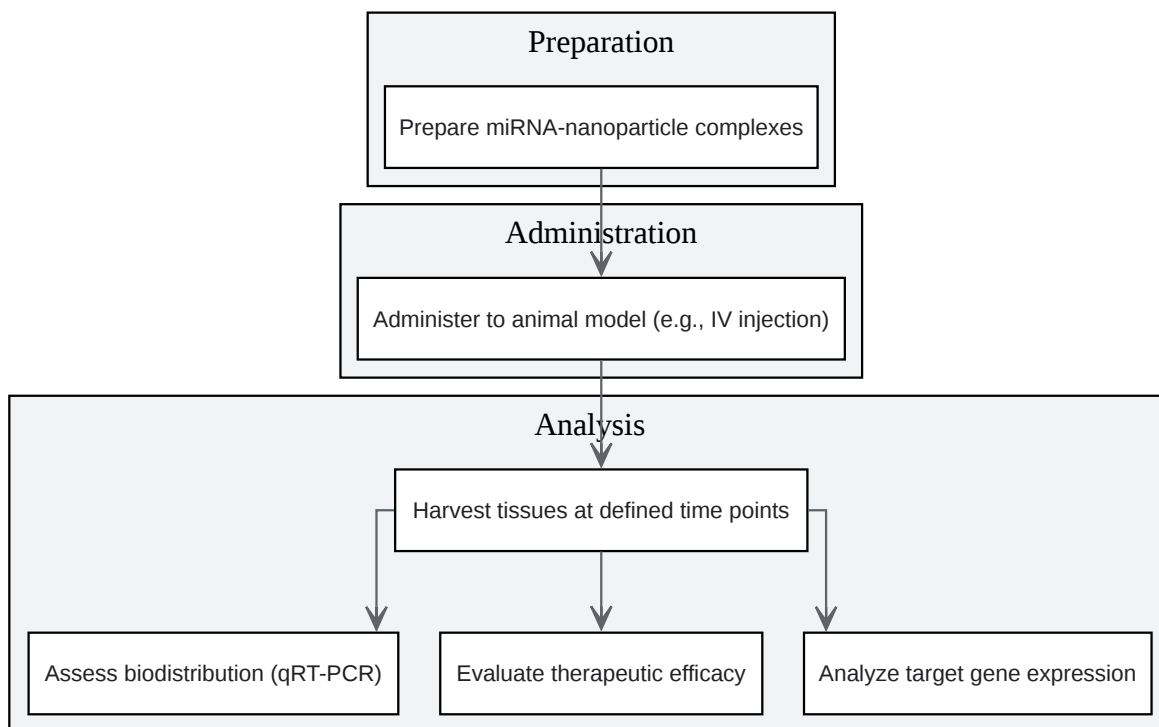 Preparation
Prepare miRNA-nanoparticle complexes
Administration
Administer to animal model (e.g., IV injection)
Analysis
Harvest tissues at defined time points
Assess biodistribution (qRT-PCR)
Evaluate therapeutic efficacy
Analyze target gene expression